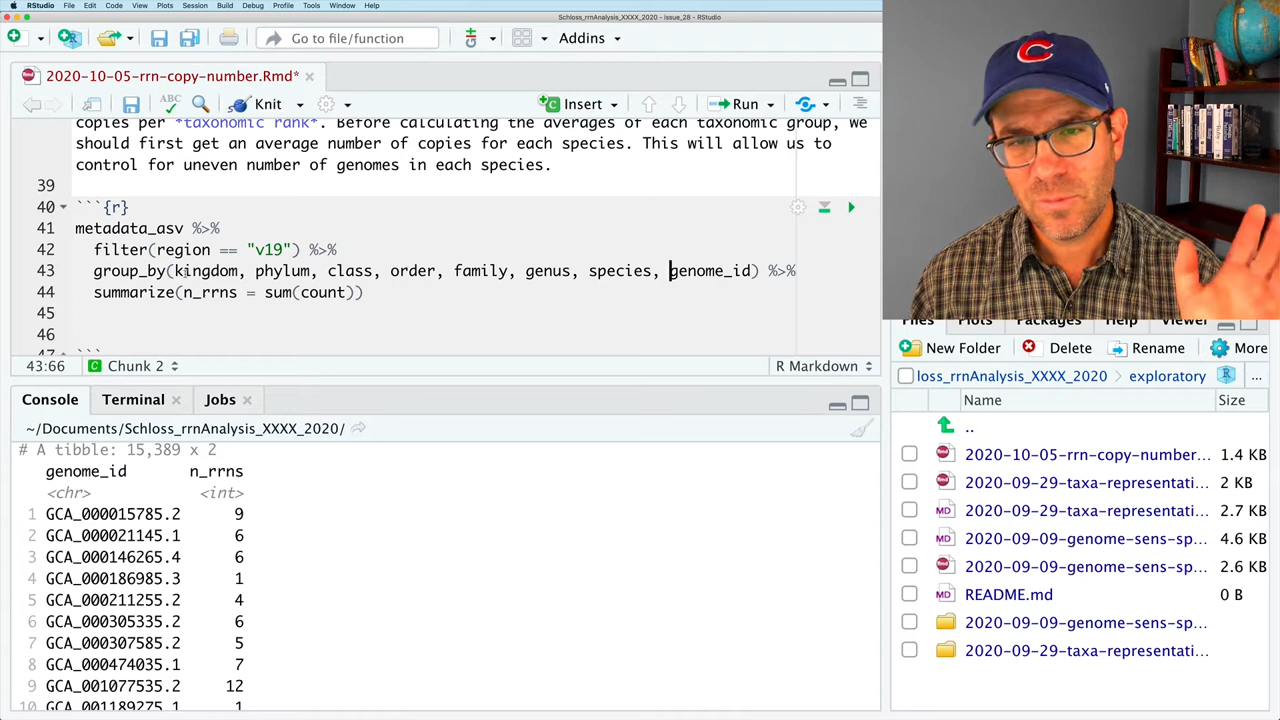 RStudio File Edit Code View Plots Session Build Debug Profile Tools Window Help
Schloss_rrnAnalysis_XXXX_2020 - issue_28 - RStudio
Go to file/function Addins
2020-10-05-rrn-copy-number.Rmd*
ABC Knit Insert Run
copies per *taxonomic rank*. Before calculating the averages of each taxonomic group, we
should first get an average number of copies for each species. This will allow us to
control for uneven number of genomes in each species.
39
40 ```{r}
41 metadata_asv %>%
42 filter(region == "v19") %>%
43 group_by(kingdom, phylum, class, order, family, genus, species, genome_id) %>%
44 summarize(n_rrns = sum(count))
45
46
47 ```
43:66 C Chunk 2 R Markdown
Console Terminal Jobs
~/Documents/Schloss_rrnAnalysis_XXXX_2020/
# A tibble: 15,389 x 2
genome_id n_rrns
<chr> <int>
1 GCA_000015785.2 9
2 GCA_000021145.1 6
3 GCA_000146265.4 6
4 GCA_000186985.3 1
5 GCA_000211255.2 4
6 GCA_000305335.2 6
7 GCA_000307585.2 5
8 GCA_000474035.1 7
9 GCA_001077535.2 12
10 GCA_001189275.1 1
C
Files Plots Packages Help Viewer
New Folder Delete Rename More
loss_rrnAnalysis_XXXX_2020 exploratory ...
Name Size
..
2020-10-05-rrn-copy-number... 1.4 KB
2020-09-29-taxa-representati... 2 KB
2020-09-29-taxa-representati... 2.7 KB
2020-09-09-genome-sens-sp... 4.6 KB
2020-09-09-genome-sens-sp... 2.6 KB
README.md 0 B
2020-09-09-genome-sens-sp...
2020-09-29-taxa-representati...